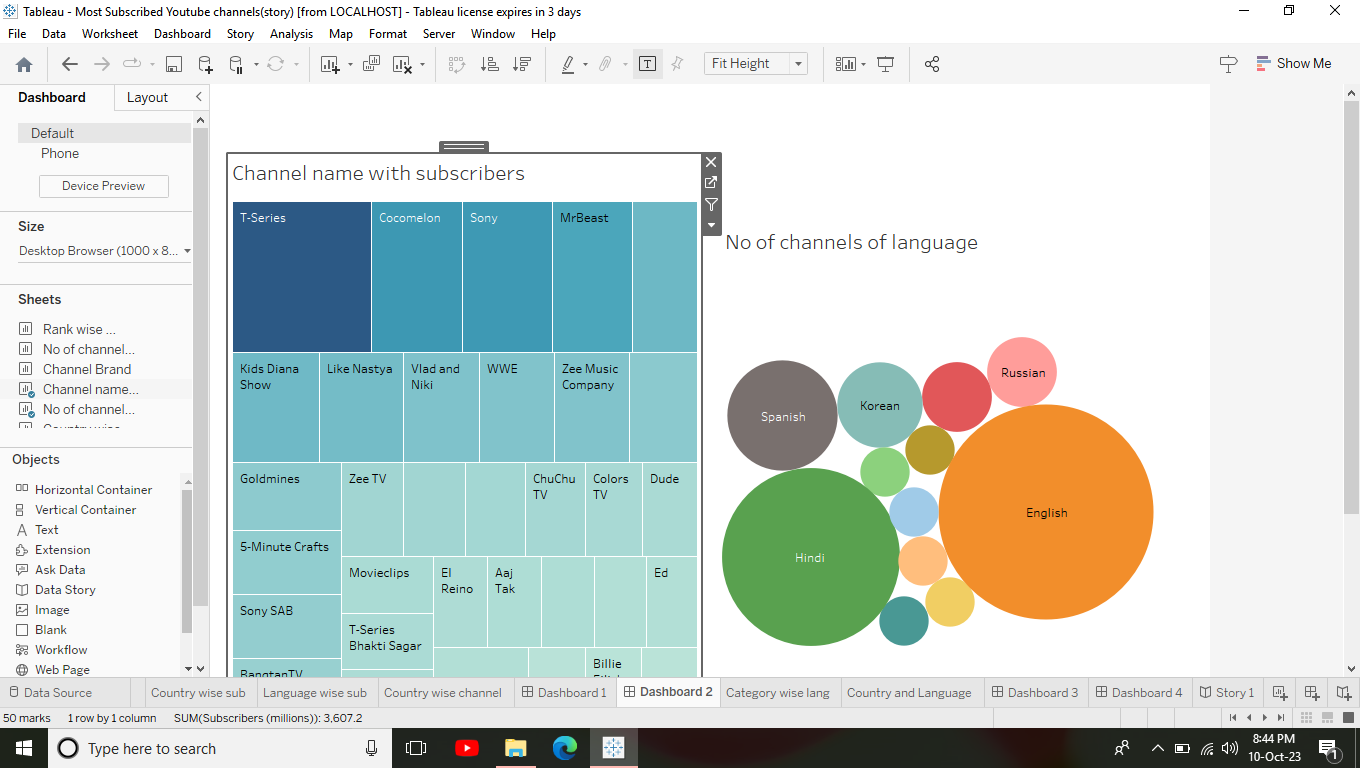 Tableau - Most Subscribed Youtube channels(story) [from LOCALHOST] - Tableau license expires in 3 days
File Data Worksheet Dashboard Story Analysis Map Format Server Window Help
Fit Height
Show Me
Dashboard Layout
Default
Phone
Device Preview
Size
Desktop Browser (1000 x 8...
Sheets
Rank wise ...
No of channel...
Channel Brand
Channel name...
No of channel...
Objects
Horizontal Container
Vertical Container
Text
Extension
Ask Data
Data Story
Image
Blank
Workflow
Web Page
Channel name with subscribers
T-Series Cocomelon Sony MrBeast
Kids Diana Show
Like Nastya
Vlad and Niki
WWE
Zee Music Company
Goldmines
Zee TV
ChuChu TV
Colors TV
Dude
5-Minute Crafts
Movieclips
El Reino
Aaj Tak
Ed
Sony SAB
T-Series Bhakti Sagar
BangtanTV
Billie
No of channels of language
Russian
Korean
Spanish
English
Hindi
Data Source Country wise sub Language wise sub Country wise channel Dashboard 1 Dashboard 2 Category wise lang Country and Language Dashboard 3 Dashboard 4 Story 1
50 marks 1 row by 1 column SUM(Subscribers (millions)): 3,607.2
Type here to search
8:44 PM
10-Oct-23
1